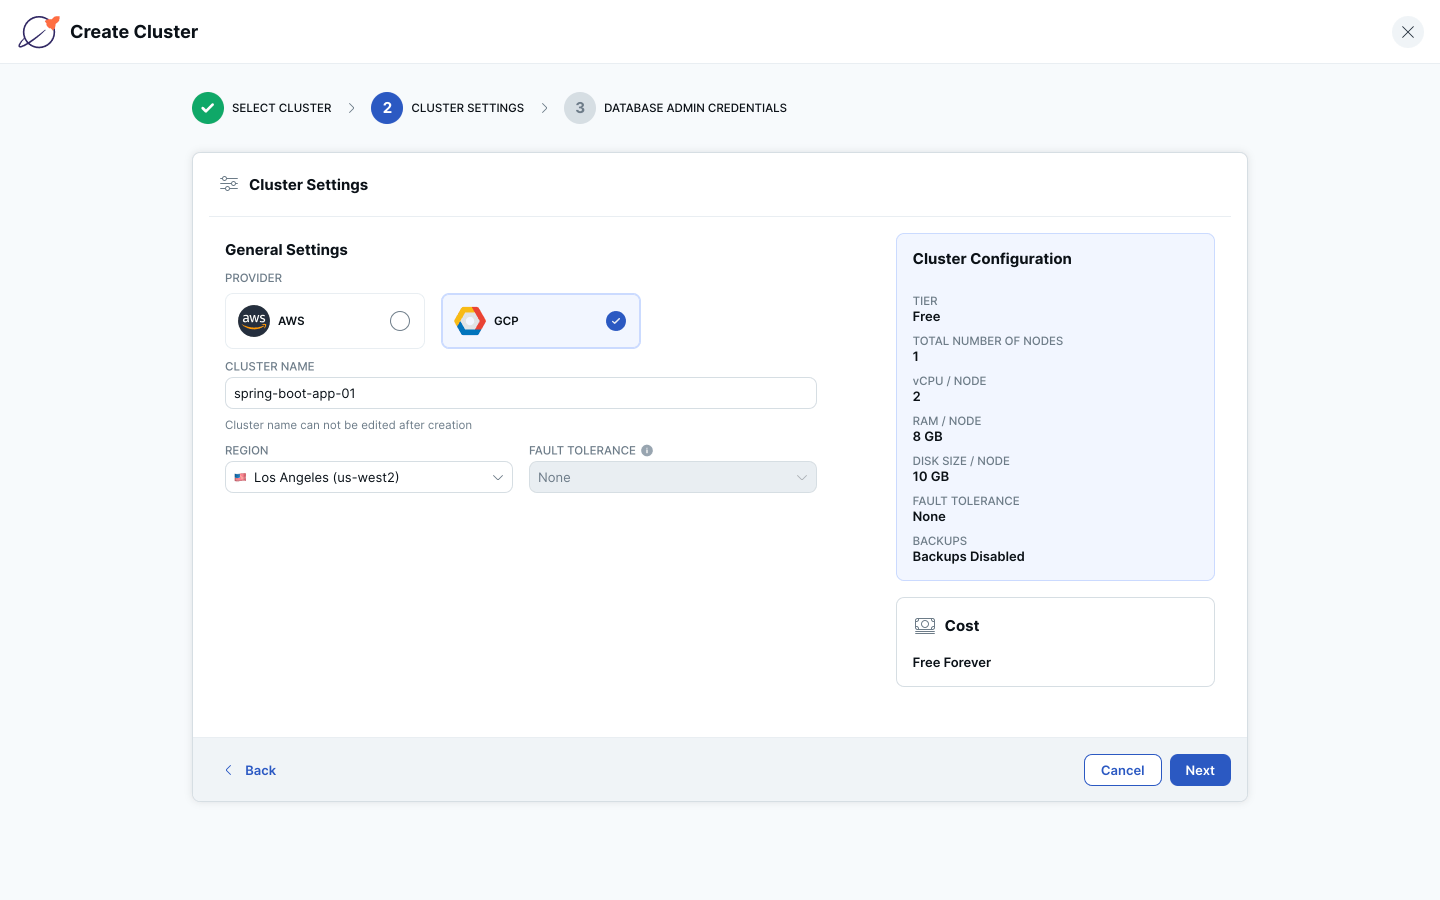 Create Cluster
SELECT CLUSTER
2 CLUSTER SETTINGS
3 DATABASE ADMIN CREDENTIALS
Cluster Settings
General Settings
PROVIDER
aws AWS
GCP
CLUSTER NAME
spring-boot-app-01
Cluster name can not be edited after creation
REGION
Los Angeles (us-west2)
FAULT TOLERANCE
None
Cluster Configuration
TIER
Free
TOTAL NUMBER OF NODES
1
vCPU / NODE
2
RAM / NODE
8 GB
DISK SIZE / NODE
10 GB
FAULT TOLERANCE
None
BACKUPS
Backups Disabled
Cost
Free Forever
Back
Cancel
Next